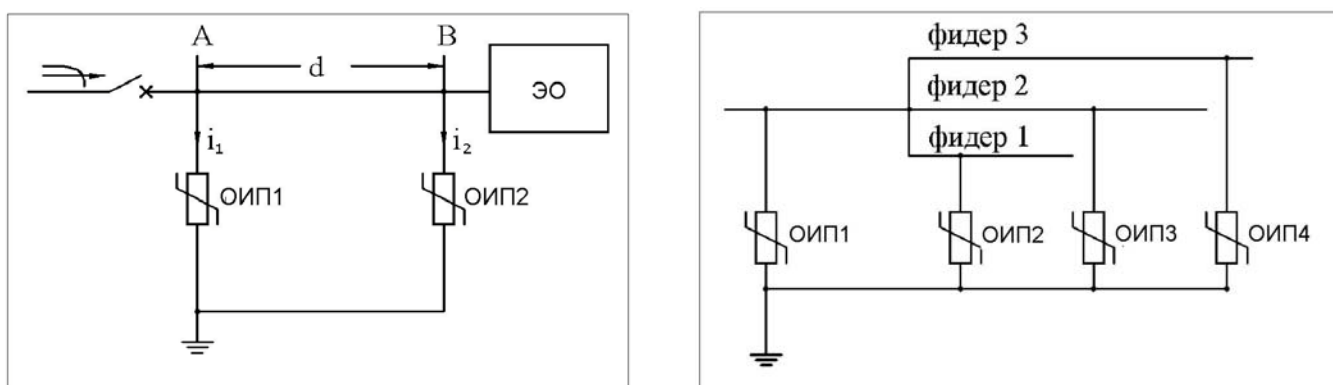 A
B
d
ЭО
i₁
i₂
ОИП1
ОИП2
фидер 3
фидер 2
фидер 1
ОИП1
ОИП2
ОИП3
ОИП4